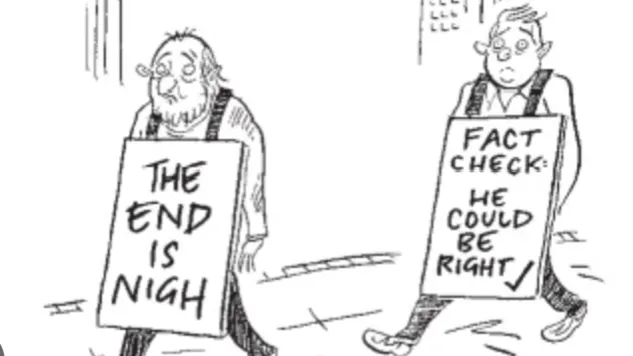 THE
END
IS
NIGH
FACT
CHECK:
HE
COULD
BE
RIGHT ✓